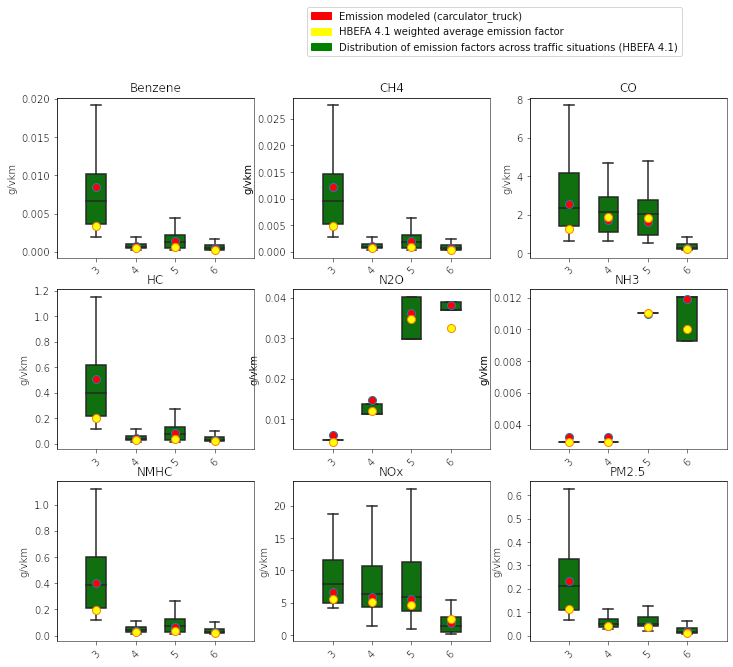 Emission modeled (carculator_truck)
HBEFA 4.1 weighted average emission factor
Distribution of emission factors across traffic situations (HBEFA 4.1)
Benzene
g/vkm
0.020
0.015
0.010
0.005
0.000
3 4 5 6
CH4
g/vkm
0.025
0.020
0.015
0.010
0.005
0.000
3 4 5 6
CO
g/vkm
8
6
4
2
0
3 4 5 6
HC
g/vkm
1.2
1.0
0.8
0.6
0.4
0.2
0.0
3 4 5 6
N2O
g/vkm
0.04
0.03
0.02
0.01
3 4 5 6
NH3
g/vkm
0.012
0.010
0.008
0.006
0.004
3 4 5 6
NMHC
g/vkm
1.0
0.8
0.6
0.4
0.2
0.0
3 4 5 6
NOx
g/vkm
20
15
10
5
0
3 4 5 6
PM2.5
g/vkm
0.6
0.5
0.4
0.3
0.2
0.1
0.0
3 4 5 6